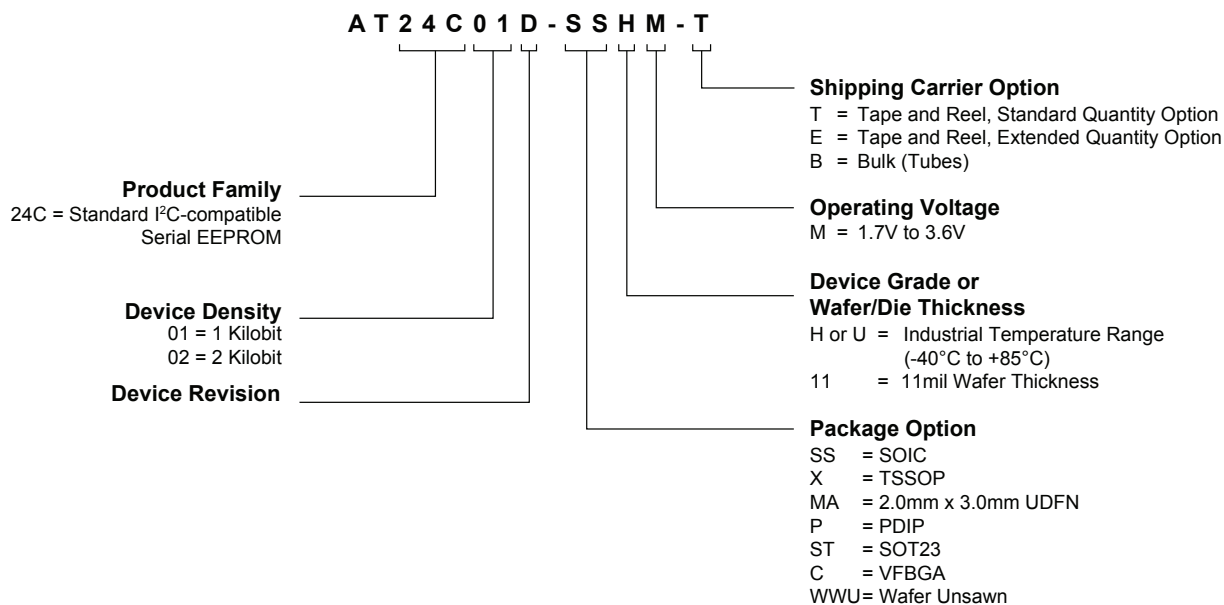 AT24C01D-SSHM-T
Shipping Carrier Option
T = Tape and Reel, Standard Quantity Option
E = Tape and Reel, Extended Quantity Option
B = Bulk (Tubes)
Product Family
24C = Standard I²C-compatible
Serial EEPROM
Operating Voltage
M = 1.7V to 3.6V
Device Grade or
Wafer/Die Thickness
H or U = Industrial Temperature Range
(-40°C to +85°C)
11 = 11mil Wafer Thickness
Device Density
01 = 1 Kilobit
02 = 2 Kilobit
Device Revision
Package Option
SS = SOIC
X = TSSOP
MA = 2.0mm x 3.0mm UDFN
P = PDIP
ST = SOT23
C = VFBGA
WWU= Wafer Unsawn